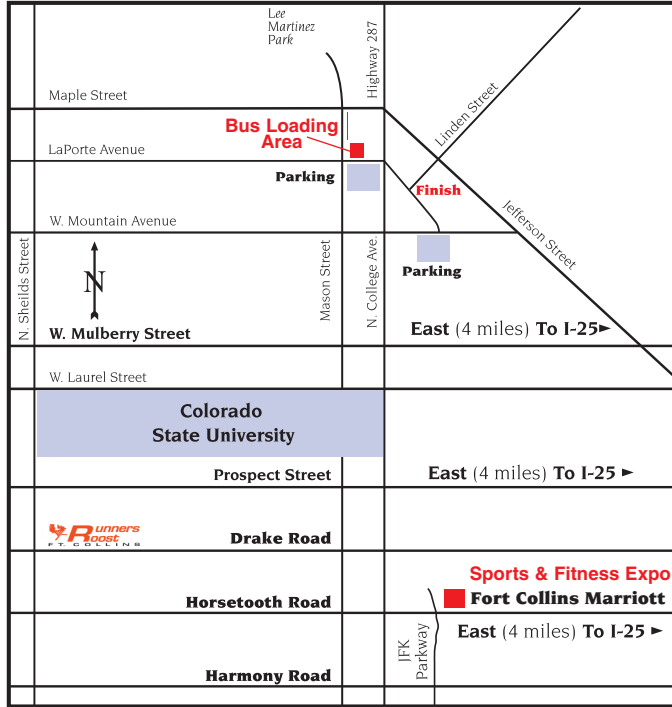 Lee
Martinez
Park
Highway 287
Maple Street
Linden Street
Bus Loading
Area
LaPorte Avenue
Parking
Finish
W. Mountain Avenue
Jefferson Street
N. Sheilds Street
N
Mason Street
N. College Ave.
Parking
W. Mulberry Street
East (4 miles) To I-25
W. Laurel Street
Colorado
State University
Prospect Street
East (4 miles) To I-25
Runners
Roost
FT. COLLINS
Drake Road
Sports & Fitness Expo
Fort Collins Marriott
Horsetooth Road
East (4 miles) To I-25
JFK
Parkway
Harmony Road